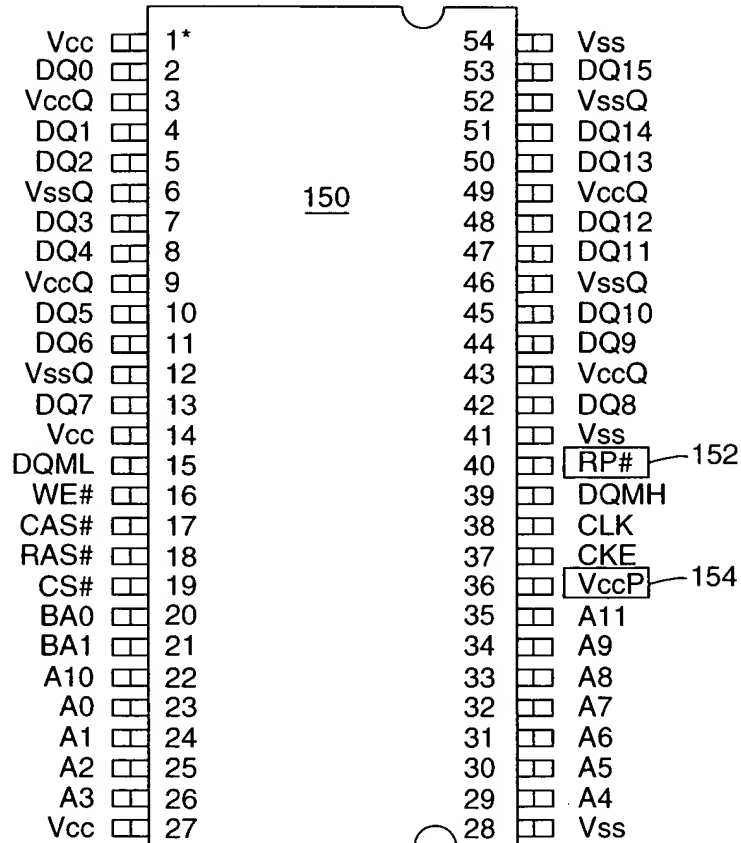 Vcc 1* 54 Vss
DQ0 2 53 DQ15
VccQ 3 52 VssQ
DQ1 4 51 DQ14
DQ2 5 50 DQ13
VssQ 6 150 49 VccQ
DQ3 7 48 DQ12
DQ4 8 47 DQ11
VccQ 9 46 VssQ
DQ5 10 45 DQ10
DQ6 11 44 DQ9
VssQ 12 43 VccQ
DQ7 13 42 DQ8
Vcc 14 41 Vss
DQML 15 40 RP# 152
WE# 16 39 DQMH
CAS# 17 38 CLK
RAS# 18 37 CKE
CS# 19 36 VccP 154
BA0 20 35 A11
BA1 21 34 A9
A10 22 33 A8
A0 23 32 A7
A1 24 31 A6
A2 25 30 A5
A3 26 29 A4
Vcc 27 28 Vss